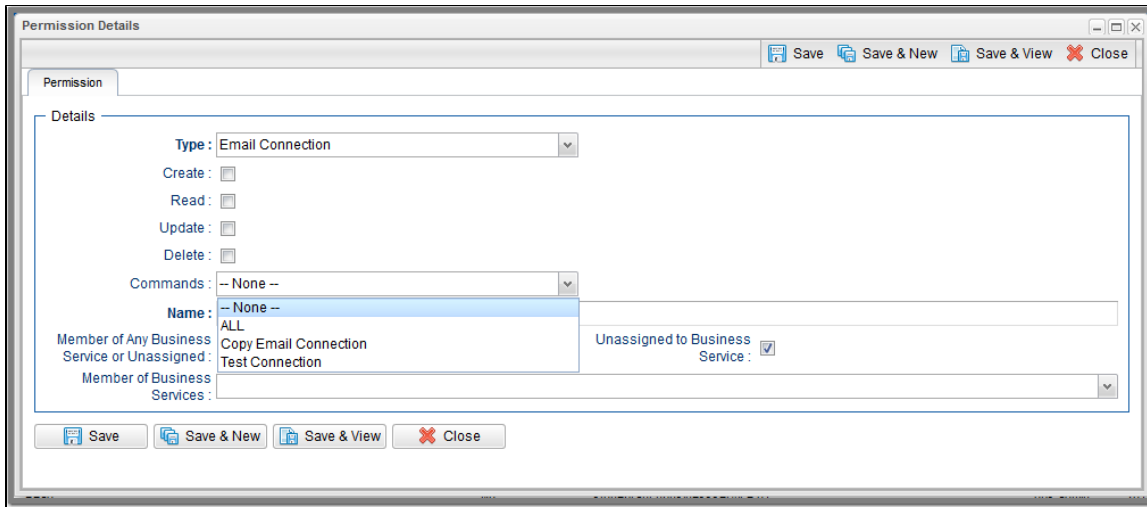 Permission Details
Save Save & New Save & View Close
Permission
Details
Type : Email Connection
Create :
Read :
Update :
Delete :
Commands : -- None --
Name : -- None --
ALL
Member of Any Business Service or Unassigned :
Copy Email Connection
Test Connection
Unassigned to Business Service :
Member of Business Services :
Save Save & New Save & View Close